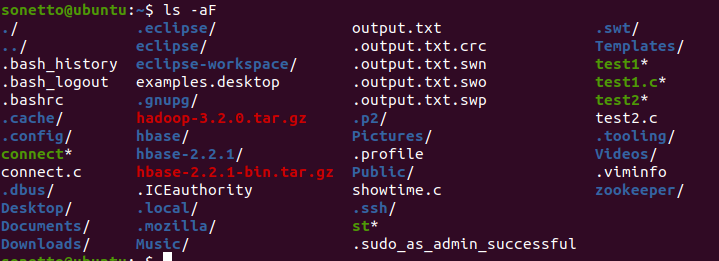 sonetto@ubuntu:~$ ls -aF
./ .eclipse/ output.txt .swt/
../ eclipse/ .output.txt.crc Templates/
.bash_history eclipse-workspace/ .output.txt.swn test1*
.bash_logout examples.desktop .output.txt.swo test1.c*
.bashrc .gnupg/ .output.txt.swp test2*
.cache/ hadoop-3.2.0.tar.gz .p2/ test2.c
.config/ hbase/ Pictures/ .tooling/
connect* hbase-2.2.1/ .profile Videos/
connect.c hbase-2.2.1-bin.tar.gz Public/ .viminfo
.dbus/ .ICEauthority showtime.c zookeeper/
Desktop/ .local/ .ssh/
Documents/ .mozilla/ st*
Downloads/ Music/ .sudo_as_admin_successful
sonetto@ubuntu:~$